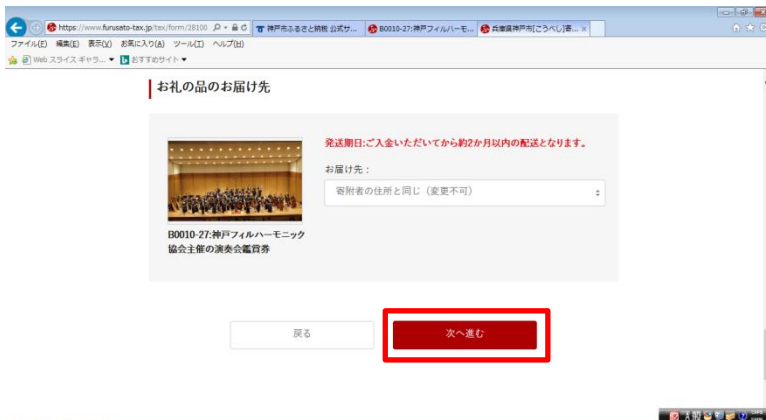 https://www.furusato-tax.jp/tax/form/28100
神戸市ふるさと納税 公式サ...
B0010-27:神戸フィルハーモ...
兵庫県神戸市[こうべし]寄...
ファイル(F) 編集(E) 表示(V) お気に入り(A) ツール(T) ヘルプ(H)
Web スライス ギャラ... おすすめサイト
お礼の品のお届け先
発送期日:ご入金いただいてから約2か月以内の配送となります。
お届け先：
寄附者の住所と同じ（変更不可）
B0010-27:神戸フィルハーモニック
協会主催の演奏会鑑賞券
戻る
次へ進む